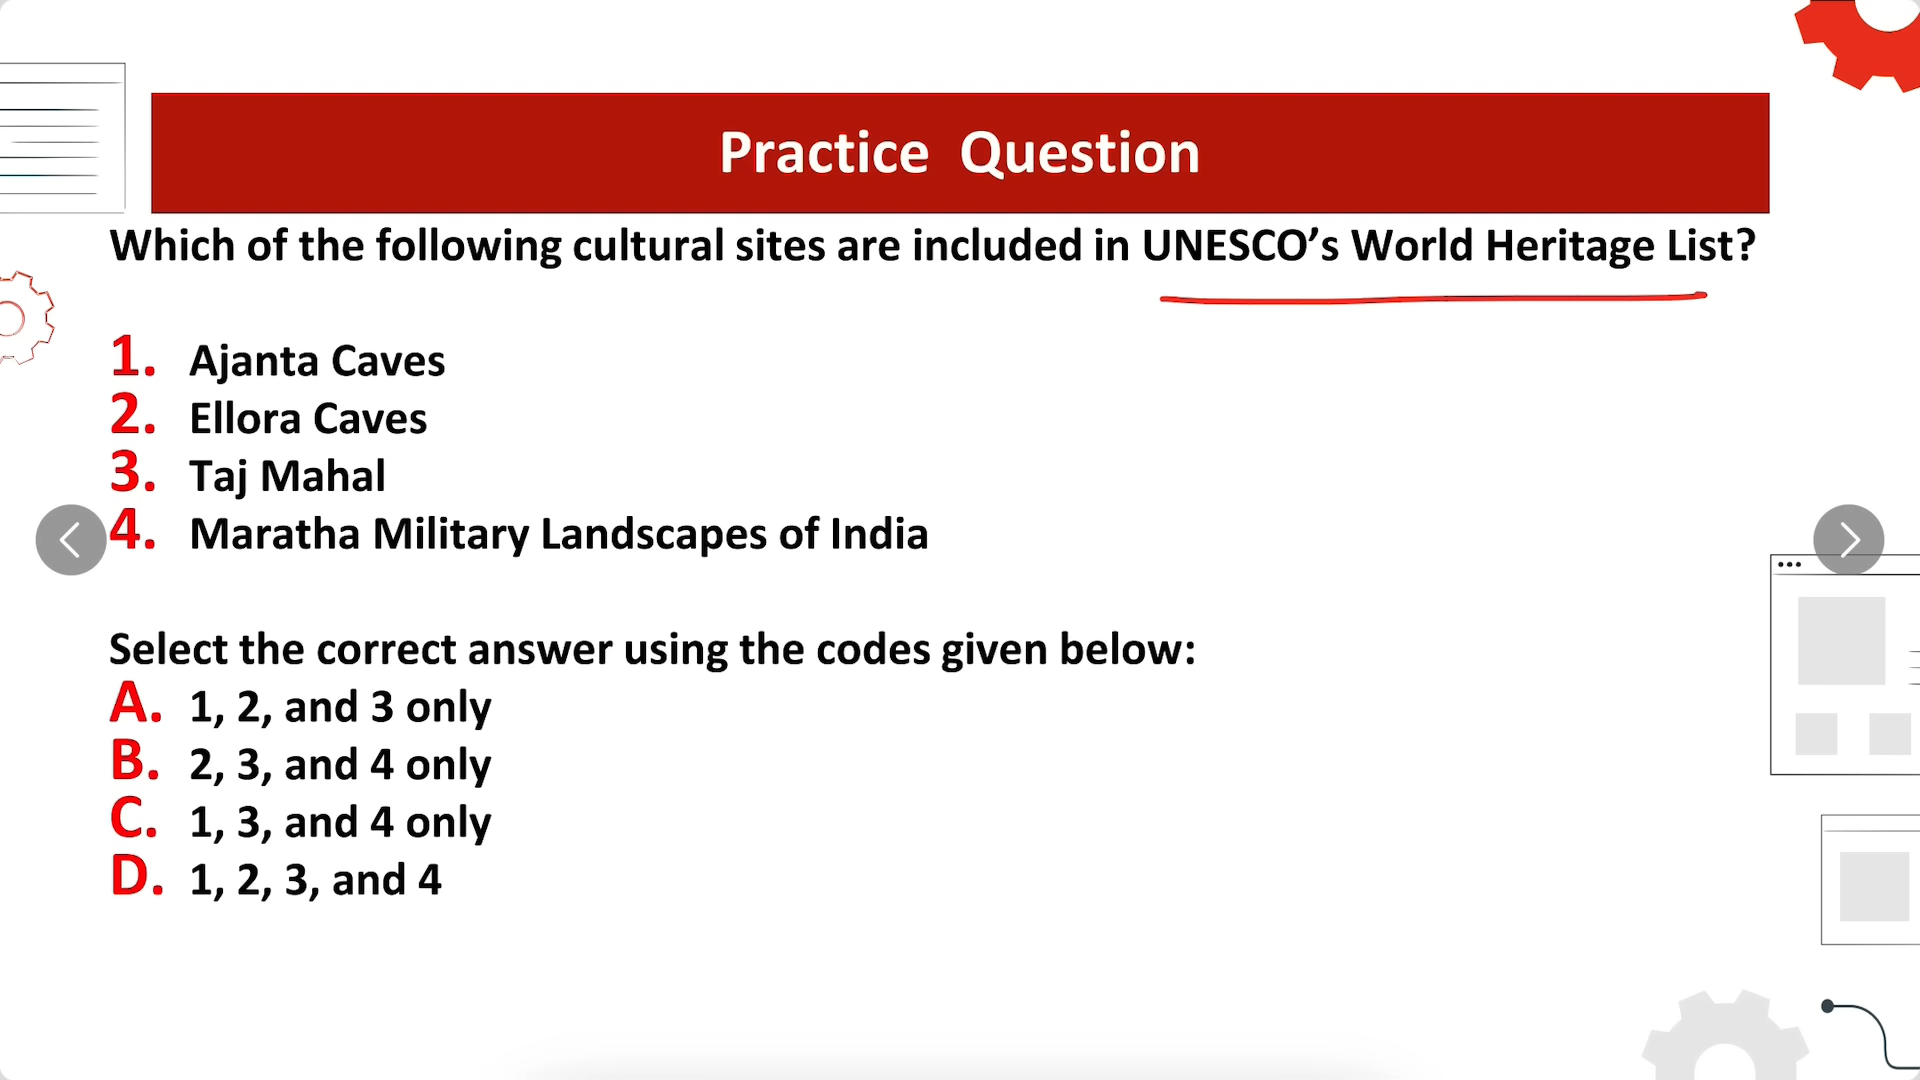 Practice Question
Which of the following cultural sites are included in UNESCO’s World Heritage List?
1. Ajanta Caves
2. Ellora Caves
3. Taj Mahal
4. Maratha Military Landscapes of India
Select the correct answer using the codes given below:
A. 1, 2, and 3 only
B. 2, 3, and 4 only
C. 1, 3, and 4 only
D. 1, 2, 3, and 4